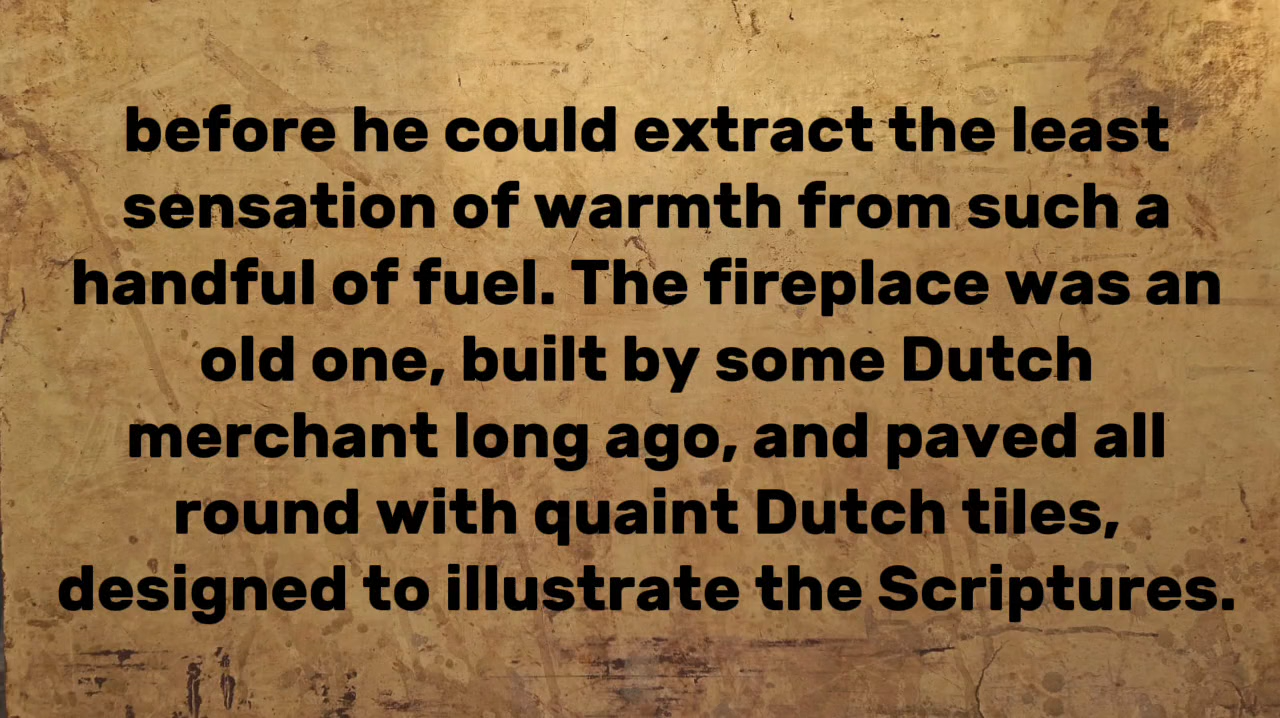 before he could extract the least
sensation of warmth from such a
handful of fuel. The fireplace was an
old one, built by some Dutch
merchant long ago, and paved all
round with quaint Dutch tiles,
designed to illustrate the Scriptures.